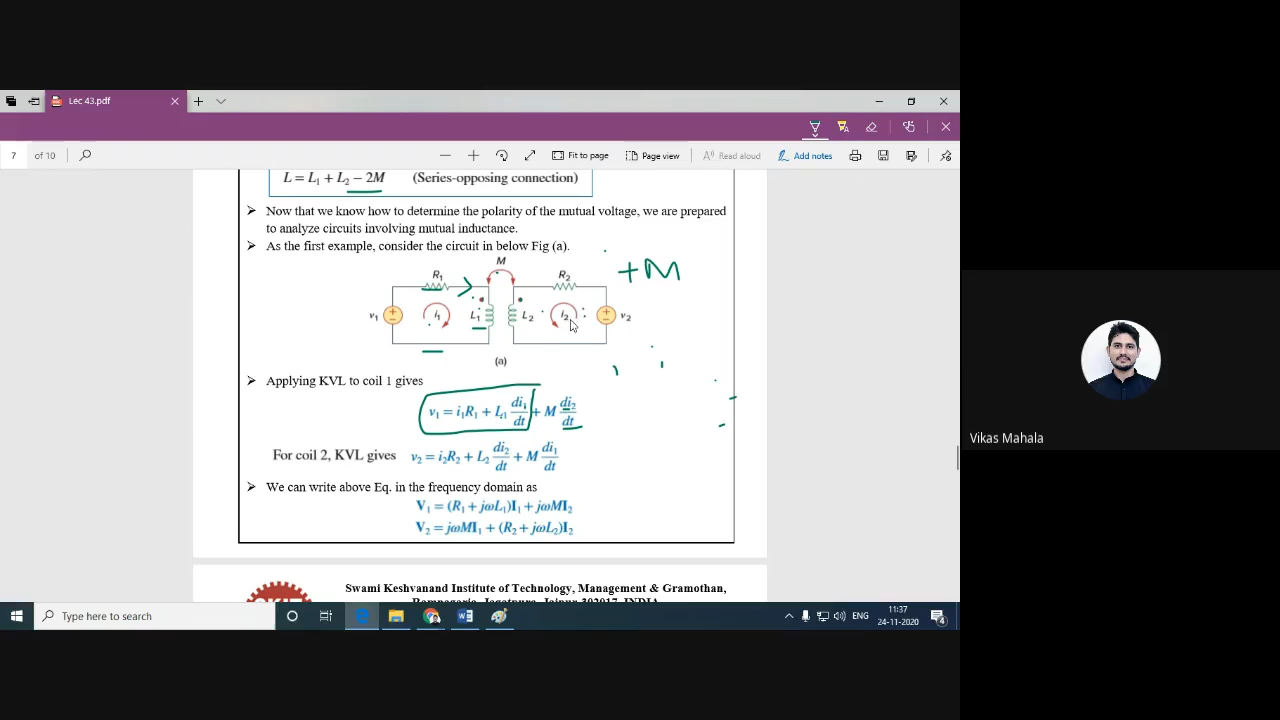 Lec 43.pdf
7 of 10
Fit to page
Page view
Read aloud
Add notes
L = L₁ + L₂ − 2M (Series-opposing connection)
➢ Now that we know how to determine the polarity of the mutual voltage, we are prepared
to analyze circuits involving mutual inductance.
➢ As the first example, consider the circuit in below Fig (a).
+M
M
R₁
R₂
v₁
i₁
L₁
L₂
i₂
v₂
(a)
➢ Applying KVL to coil 1 gives
v₁ = i₁R₁ + L₁ di₁/dt + M di₂/dt
For coil 2, KVL gives v₂ = i₂R₂ + L₂ di₂/dt + M di₁/dt
➢ We can write above Eq. in the frequency domain as
V₁ = (R₁ + jωL₁)I₁ + jωMI₂
V₂ = jωMI₁ + (R₂ + jωL₂)I₂
Swami Keshvanand Institute of Technology, Management & Gramothan,
Vikas Mahala
Type here to search
ENG
11:37
24-11-2020
4